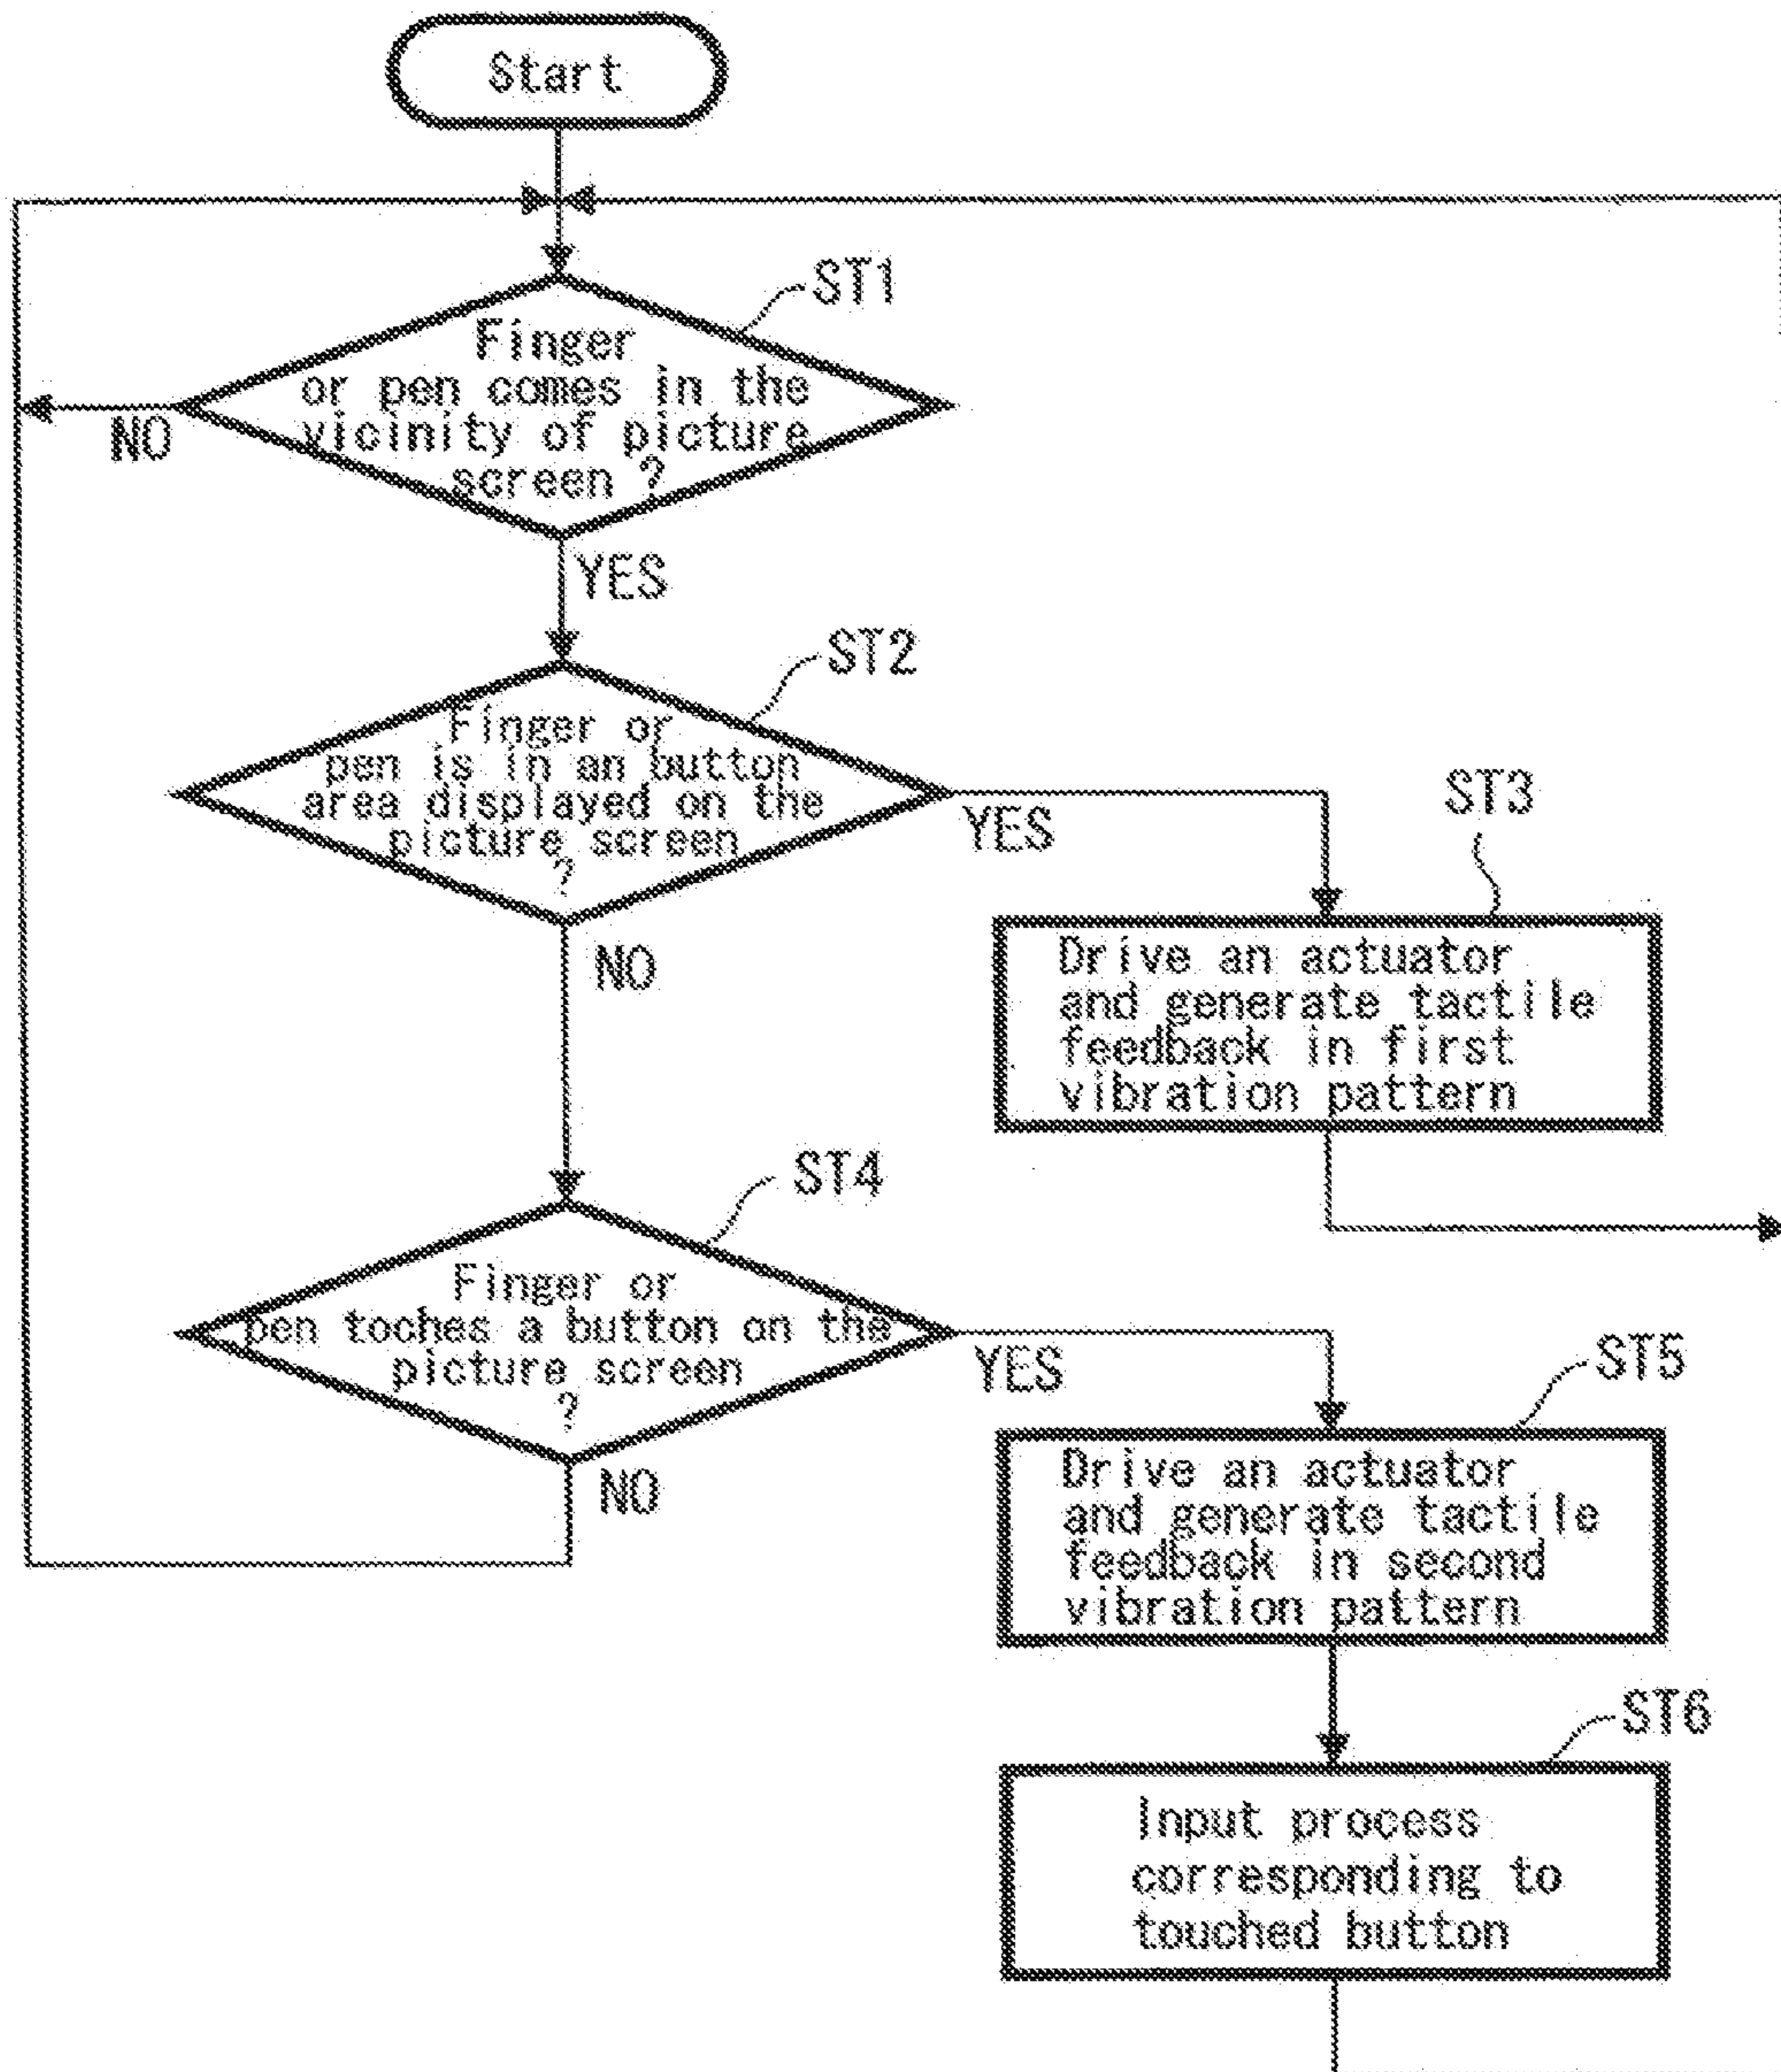 Start
ST1
Finger
or pen comes in the
vicinity of picture
screen ?
NO
YES
ST2
Finger or
pen is in an button
area displayed on the
picture screen
?
YES
NO
ST3
Drive an actuator
and generate tactile
feedback in first
vibration pattern
ST4
Finger or
pen toches a button on the
picture screen
?
YES
NO
ST5
Drive an actuator
and generate tactile
feedback in second
vibration pattern
ST6
Input process
corresponding to
touched button